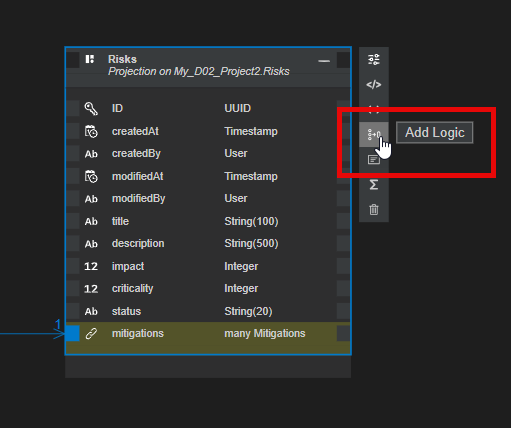 Risks
Projection on My_D02_Project2.Risks
ID UUID
createdAt Timestamp
Ab createdBy User
modifiedAt Timestamp
Ab modifiedBy User
Ab title String(100)
Ab description String(500)
12 impact Integer
12 criticality Integer
Ab status String(20)
1
mitigations many Mitigations
</>
Add Logic
Σ